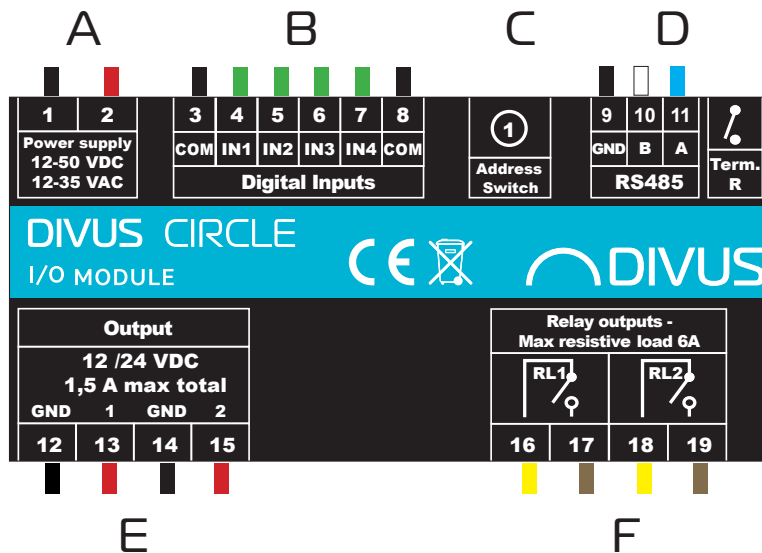 A B C D
1 2 3 4 5 6 7 8 9 10 11
Power supply
12-50 VDC
12-35 VAC
COM IN1 IN2 IN3 IN4 COM
Digital Inputs
1
Address
Switch
GND B A
RS485
Term.
R
DIVUS CIRCLE
I/O MODULE
CE
DIVUS
Output
12 /24 VDC
1,5 A max total
GND 1 GND 2
12 13 14 15
Relay outputs -
Max resistive load 6A
RL1 RL2
16 17 18 19
E F